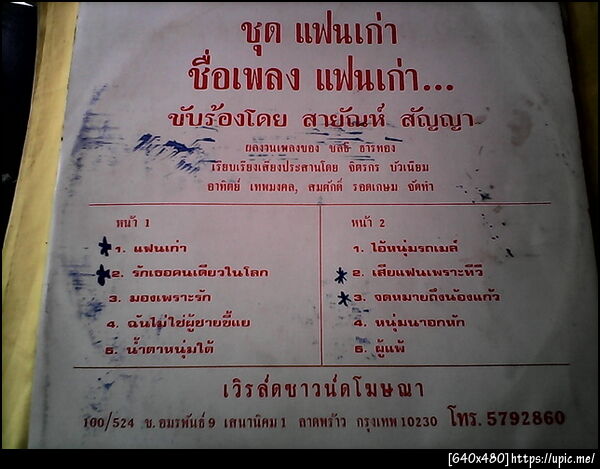 ชุด แฟนเก่า
ชื่อเพลง แฟนเก่า...
ขับร้องโดย สายัณห์ สัญญา
ผลงานเพลงของ ชลธี ธารทอง
เรียบเรียงเสียงประสานโดย จิตรกร บัวเนียม
อาทิตย์ เทพมงคล, สมศักดิ์ รอดเกษม จัดทำ
หน้า 1
1. แฟนเก่า
2. รักเธอคนเดียวในโลก
3. มองเพราะรัก
4. ฉันไม่ใช่ผู้ชายขี้แย
5. น้ำตาหนุ่มใต้
หน้า 2
1. ไอ้หนุ่มรถเมล์
2. เสียแฟนเพราะทีวี
3. จดหมายถึงน้องแก้ว
4. หนุ่มนาอกหัก
5. ผู้แพ้
เวิรล์ดซาวน์ดโฆษณา
100/524 ซ.อมรพันธ์ 9 เสนานิคม 1 ลาดพร้าว กรุงเทพ 10230 โทร. 5792860
[640x480]https://upic.me/